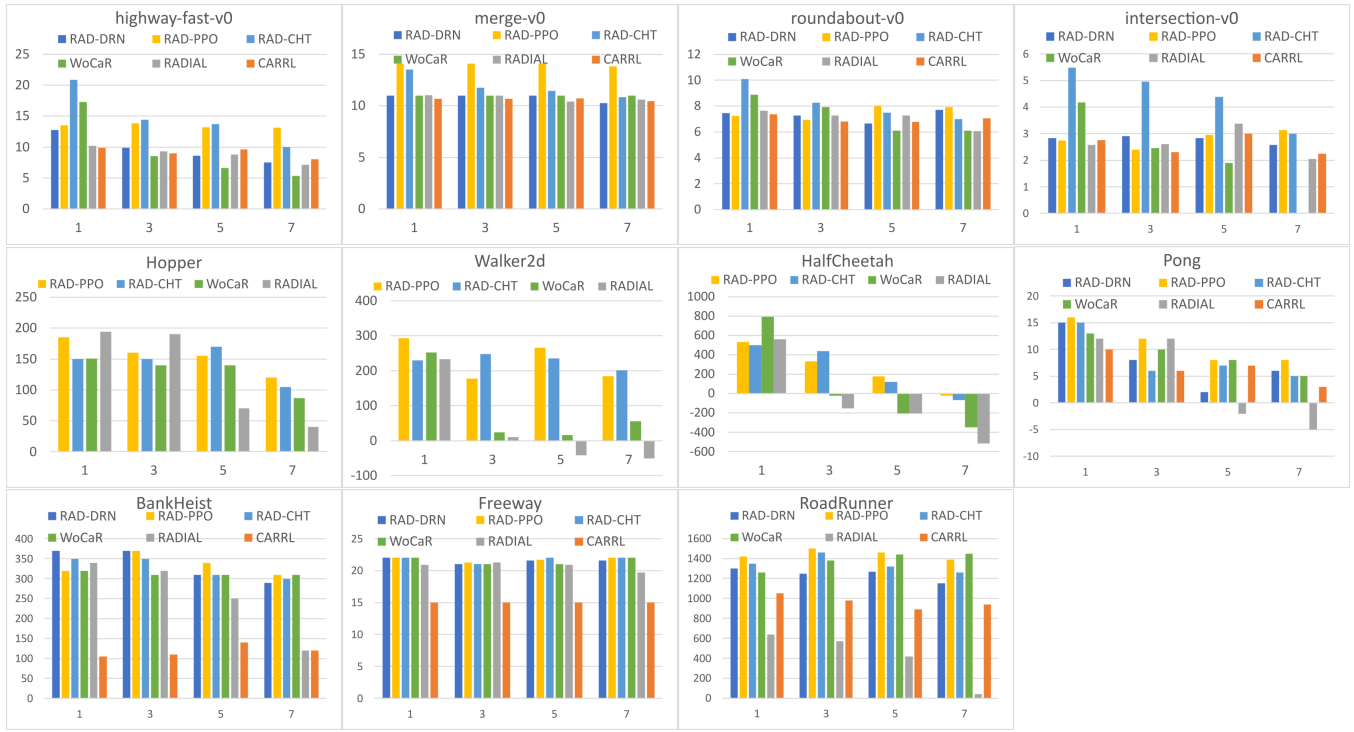 highway-fast-v0
RAD-DRN RAD-PPO RAD-CHT
WoCaR RADIAL CARRL
25
20
15
10
5
0
1 3 5 7
merge-v0
RAD-DRN RAD-PPO RAD-CHT
WoCaR RADIAL CARRL
15
10
5
0
1 3 5 7
roundabout-v0
RAD-DRN RAD-PPO RAD-CHT
WoCaR RADIAL CARRL
12
10
8
6
4
2
0
1 3 5 7
intersection-v0
RAD-DRN RAD-PPO RAD-CHT
WoCaR RADIAL CARRL
6
5
4
3
2
1
0
1 3 5 7
Hopper
RAD-PPO RAD-CHT WoCaR RADIAL
250
200
150
100
50
0
1 3 5 7
Walker2d
RAD-PPO RAD-CHT WoCaR RADIAL
400
300
200
100
0
-100
1 3 5 7
HalfCheetah
RAD-PPO RAD-CHT WoCaR RADIAL
1000
800
600
400
200
0
-200
-400
-600
1 3 5 7
Pong
RAD-DRN RAD-PPO RAD-CHT
WoCaR RADIAL CARRL
20
15
10
5
0
-5
-10
1 3 5 7
BankHeist
RAD-DRN RAD-PPO RAD-CHT
WoCaR RADIAL CARRL
400
350
300
250
200
150
100
50
0
1 3 5 7
Freeway
RAD-DRN RAD-PPO RAD-CHT
WoCaR RADIAL CARRL
25
20
15
10
5
0
1 3 5 7
RoadRunner
RAD-DRN RAD-PPO RAD-CHT
WoCaR RADIAL CARRL
1600
1400
1200
1000
800
600
400
200
0
1 3 5 7